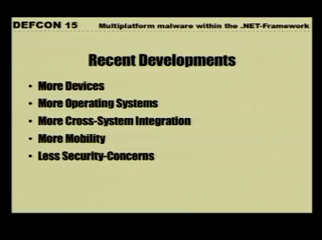 DEFCON 15 Multiplatform malware within the .NET-Framework
Recent Developments
• More Devices
• More Operating Systems
• More Cross-System Integration
• More Mobility
• Less Security-Concerns